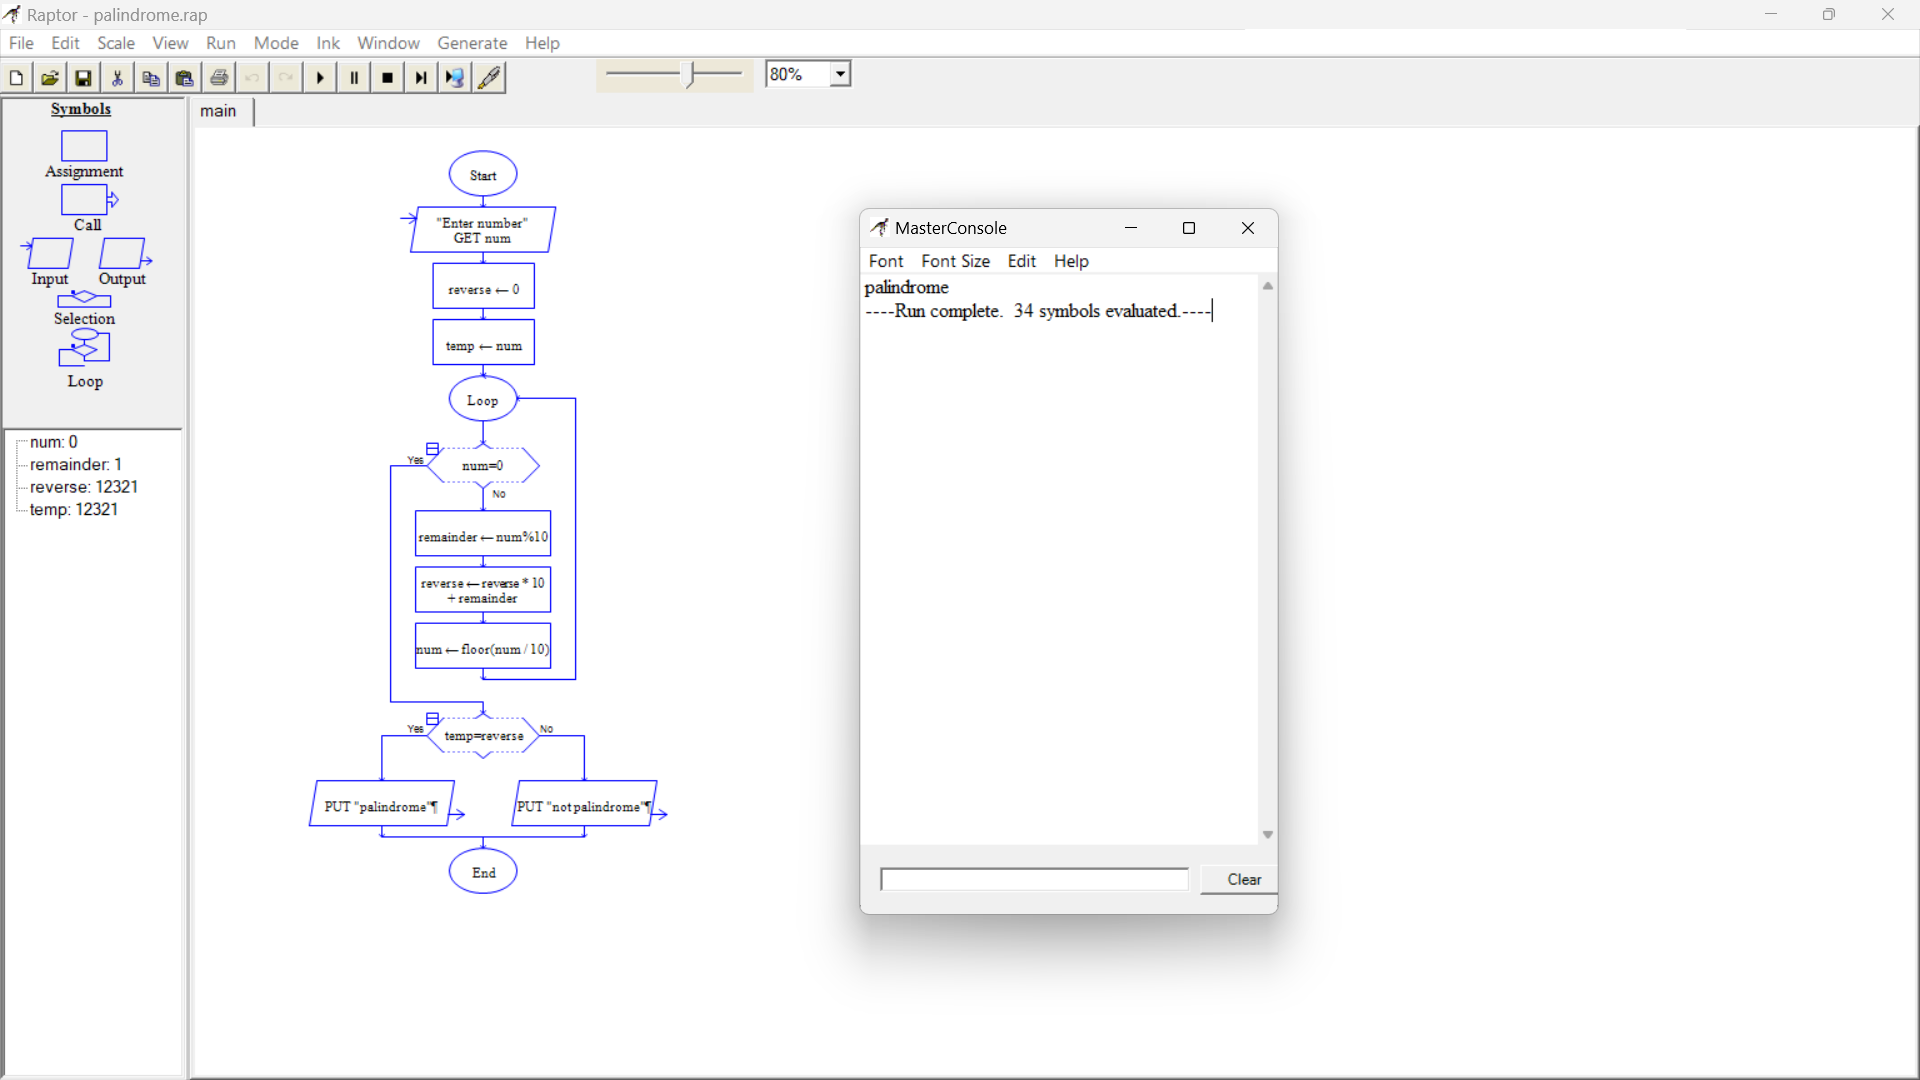 Raptor - palindrome.rap
File Edit Scale View Run Mode Ink Window Generate Help
80%
Symbols
Assignment
Call
Input Output
Selection
Loop
num: 0
remainder: 1
reverse: 12321
temp: 12321
main
Start
"Enter number"
GET num
reverse ← 0
temp ← num
Loop
Yes
num=0
No
remainder ← num%10
reverse ← reverse * 10
+ remainder
num ← floor(num / 10)
Yes
temp=reverse
No
PUT "palindrome"¶
PUT "not palindrome"¶
End
MasterConsole
Font Font Size Edit Help
palindrome
----Run complete. 34 symbols evaluated.----
Clear